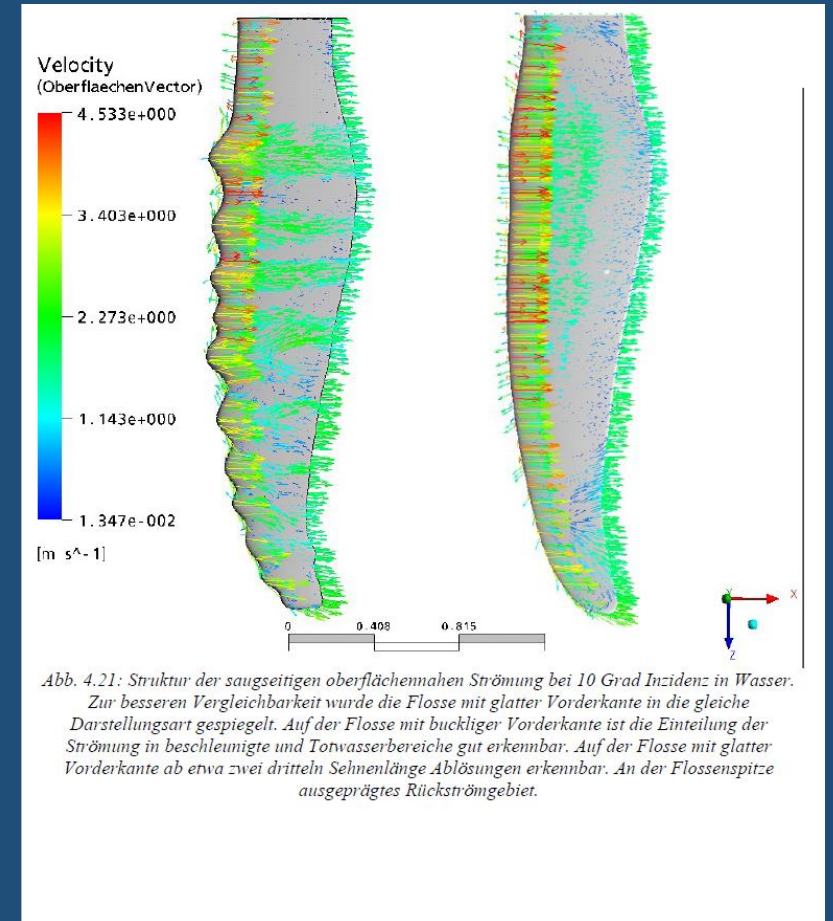 Velocity
(OberflaechenVector)
4.533e+000
3.403e+000
2.273e+000
1.143e+000
1.347e-002
[m s^-1]
0 0.408 0.815
Y
X
Z
Abb. 4.21: Struktur der saugseitigen oberflächennahen Strömung bei 10 Grad Inzidenz in Wasser.
Zur besseren Vergleichbarkeit wurde die Flosse mit glatter Vorderkante in die gleiche
Darstellungsart gespiegelt. Auf der Flosse mit buckliger Vorderkante ist die Einteilung der
Strömung in beschleunigte und Totwasserbereiche gut erkennbar. Auf der Flosse mit glatter
Vorderkante ab etwa zwei dritteln Sehnenlänge Ablösungen erkennbar. An der Flossenspitze
ausgeprägtes Rückströmgebiet.